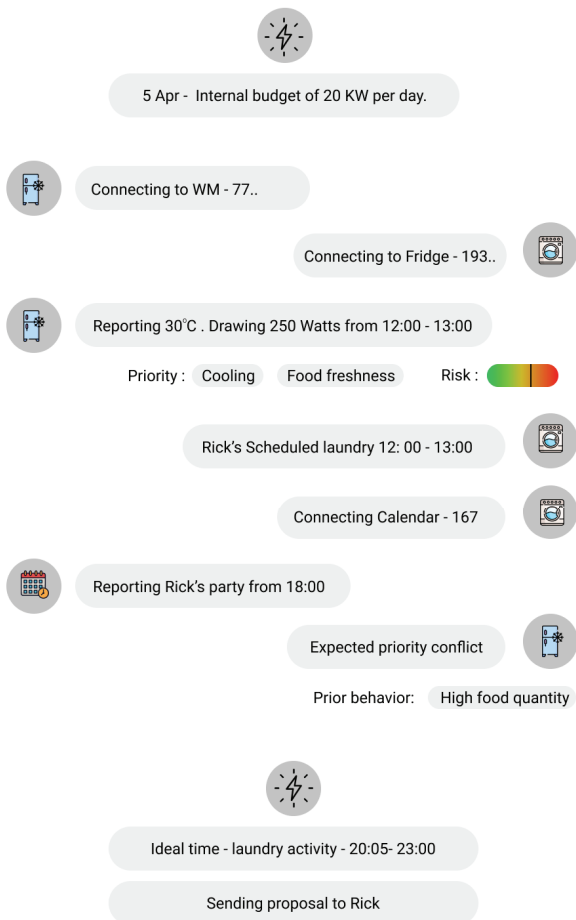 5 Apr -  Internal budget of 20 KW per day.
Connecting to WM - 77..
Connecting to Fridge - 193..
Reporting 30°C . Drawing 250 Watts from 12:00 - 13:00
Priority : Cooling Food freshness Risk :
Rick's Scheduled laundry 12: 00 - 13:00
Connecting Calendar - 167
Reporting Rick's party from 18:00
Expected priority conflict
Prior behavior: High food quantity
Ideal time - laundry activity - 20:05- 23:00
Sending proposal to Rick